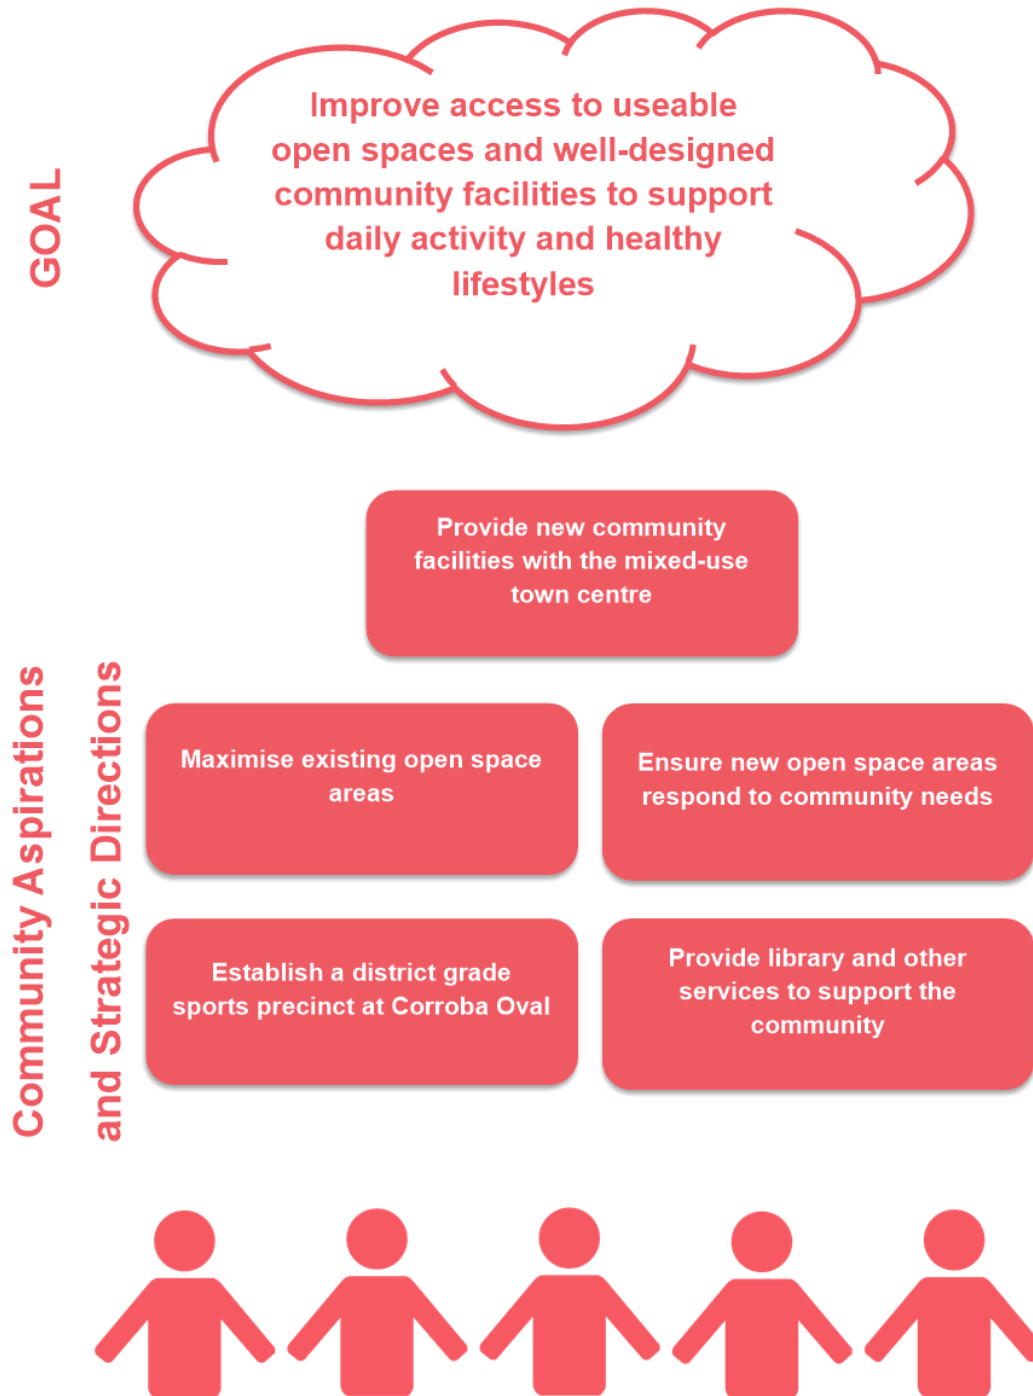 GOAL
Improve access to useable
open spaces and well-designed
community facilities to support
daily activity and healthy
lifestyles
Community Aspirations
and Strategic Directions
Provide new community
facilities with the mixed-use
town centre
Maximise existing open space
areas
Ensure new open space areas
respond to community needs
Establish a district grade
sports precinct at Corroba Oval
Provide library and other
services to support the
community